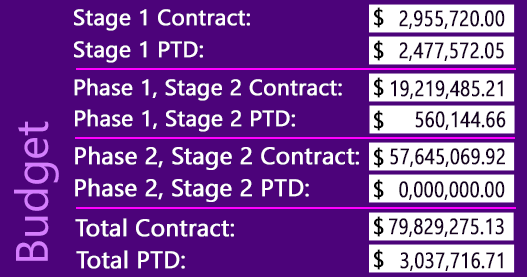 Budget
Stage 1 Contract: $ 2,955,720.00
Stage 1 PTD: $ 2,477,572.05
Phase 1, Stage 2 Contract: $ 19,219,485.21
Phase 1, Stage 2 PTD: $ 560,144.66
Phase 2, Stage 2 Contract: $ 57,645,069.92
Phase 2, Stage 2 PTD: $ 0,000,000.00
Total Contract: $ 79,829,275.13
Total PTD: $ 3,037,716.71